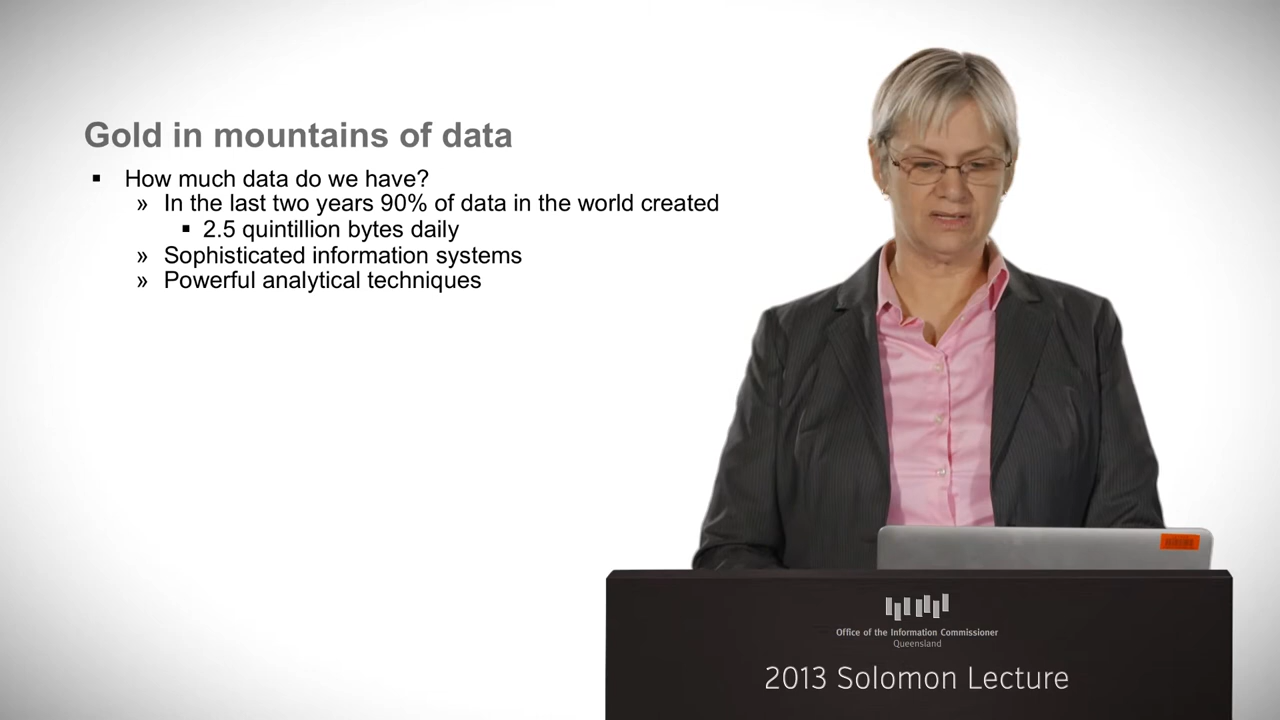 Gold in mountains of data
▪ How much data do we have?
» In the last two years 90% of data in the world created
▪ 2.5 quintillion bytes daily
» Sophisticated information systems
» Powerful analytical techniques
Office of the Information Commissioner
Queensland
2013 Solomon Lecture